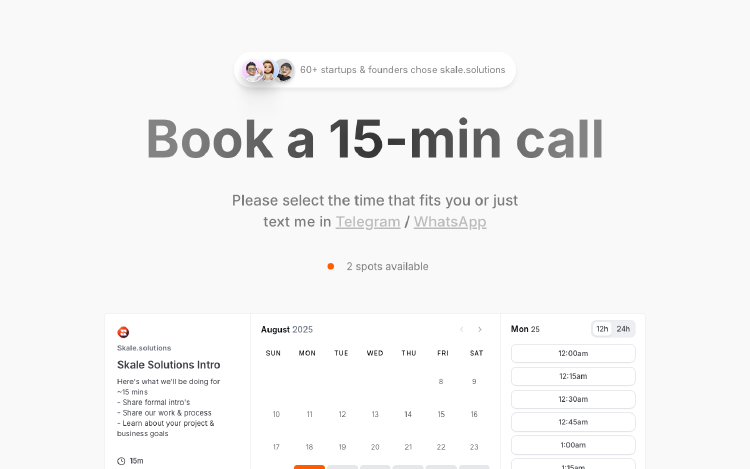 60+ startups & founders chose skale.solutions
Book a 15-min call
Please select the time that fits you or just
text me in Telegram / WhatsApp
2 spots available
Skale.solutions
Skale Solutions Intro
Here's what we'll be doing for
~15 mins
- Share formal intro's
- Share our work & process
- Learn about your project &
business goals
15m
August 2025
SUN MON TUE WED THU FRI SAT
8 9
10 11 12 13 14 15 16
17 18 19 20 21 22 23
Mon 25
12h 24h
12:00am
12:15am
12:30am
12:45am
1:00am
1:15am